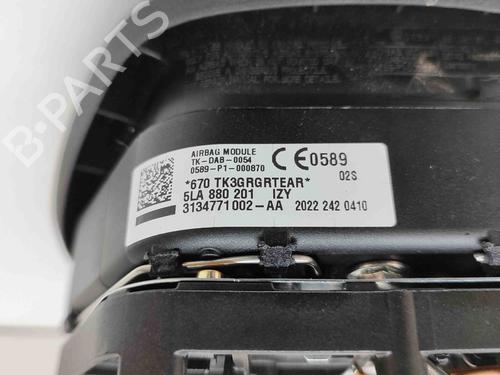 AIRBAG MODULE
TK-DAB-0054
0589-P1-000870
CE0589
02S
*670 TK3GRGRTEAR*
5LA 880 201 IZY
3134771002-AA 2022 242 0410
B-PARTS